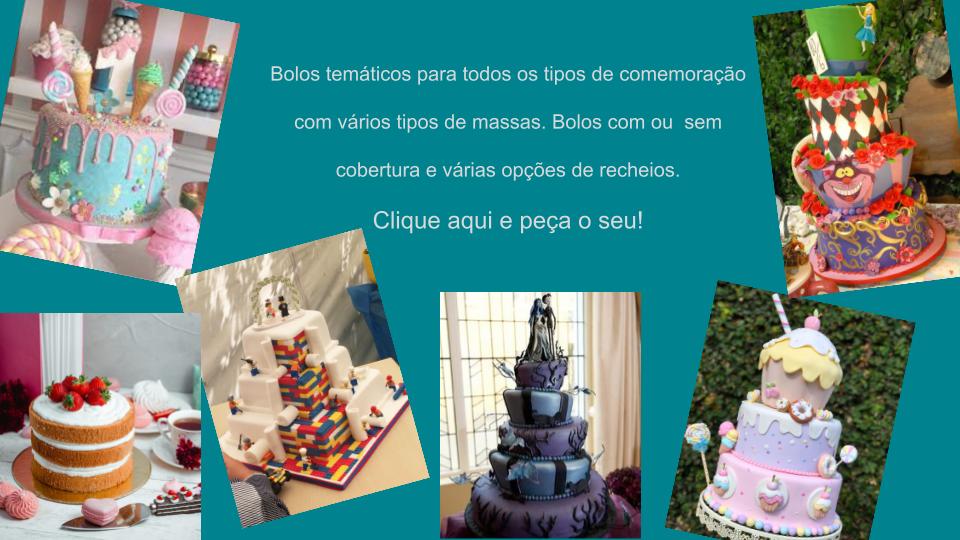 Bolos temáticos para todos os tipos de comemoração
com vários tipos de massas. Bolos com ou  sem
cobertura e várias opções de recheios.
Clique aqui e peça o seu!